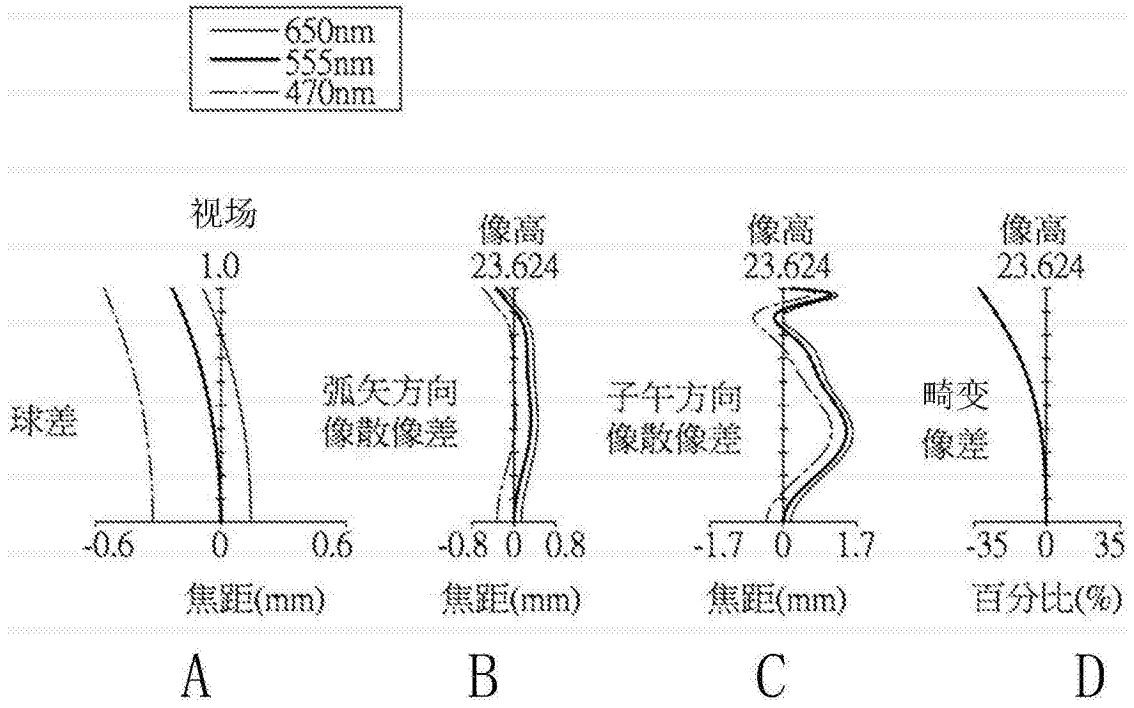 650nm
555nm
470nm
视场
1.0
球差
-0.6 0 0.6
焦距(mm)
A
像高
23.624
弧矢方向
像散像差
-0.8 0 0.8
焦距(mm)
B
像高
23.624
子午方向
像散像差
-1.7 0 1.7
焦距(mm)
C
像高
23.624
畸变
像差
-35 0 35
百分比(%)
D